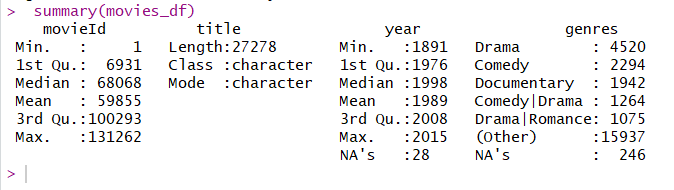 > summary(movies_df)
    movieId          title                year                 genres
 Min.   :     1   Length:27278       Min.   :1891   Drama         : 4520
 1st Qu.:  6931   Class :character   1st Qu.:1976   Comedy        : 2294
 Median : 68068   Mode  :character   Median :1998   Documentary   : 1942
 Mean   : 59855                      Mean   :1989   Comedy|Drama  : 1264
 3rd Qu.:100293                      3rd Qu.:2008   Drama|Romance: 1075
 Max.   :131262                      Max.   :2015   (Other)       :15937
                                     NA's   :28     NA's          :  246
>